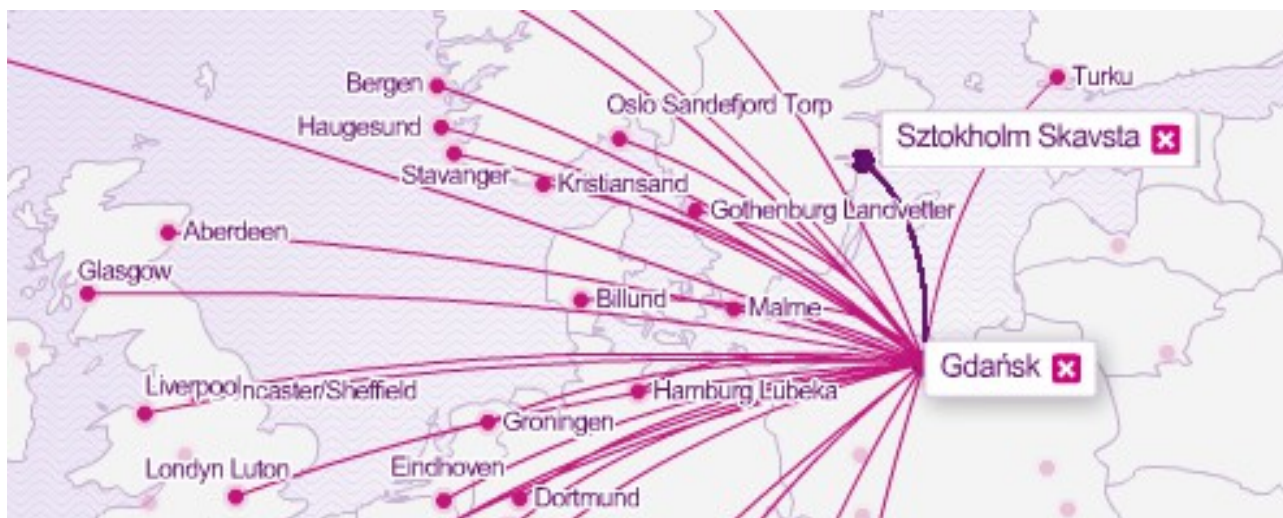 Bergen
Turku
Oslo Sandefjord Torp
Haugesund
Sztokholm Skavsta
Stavanger
Kristiansand
Gothenburg Landvetter
Aberdeen
Glasgow
Billund
Malme
Gdańsk
Liverpool ncaster/Sheffield
Hamburg Lubeka
Groningen
Londyn Luton
Eindhoven
Dortmund